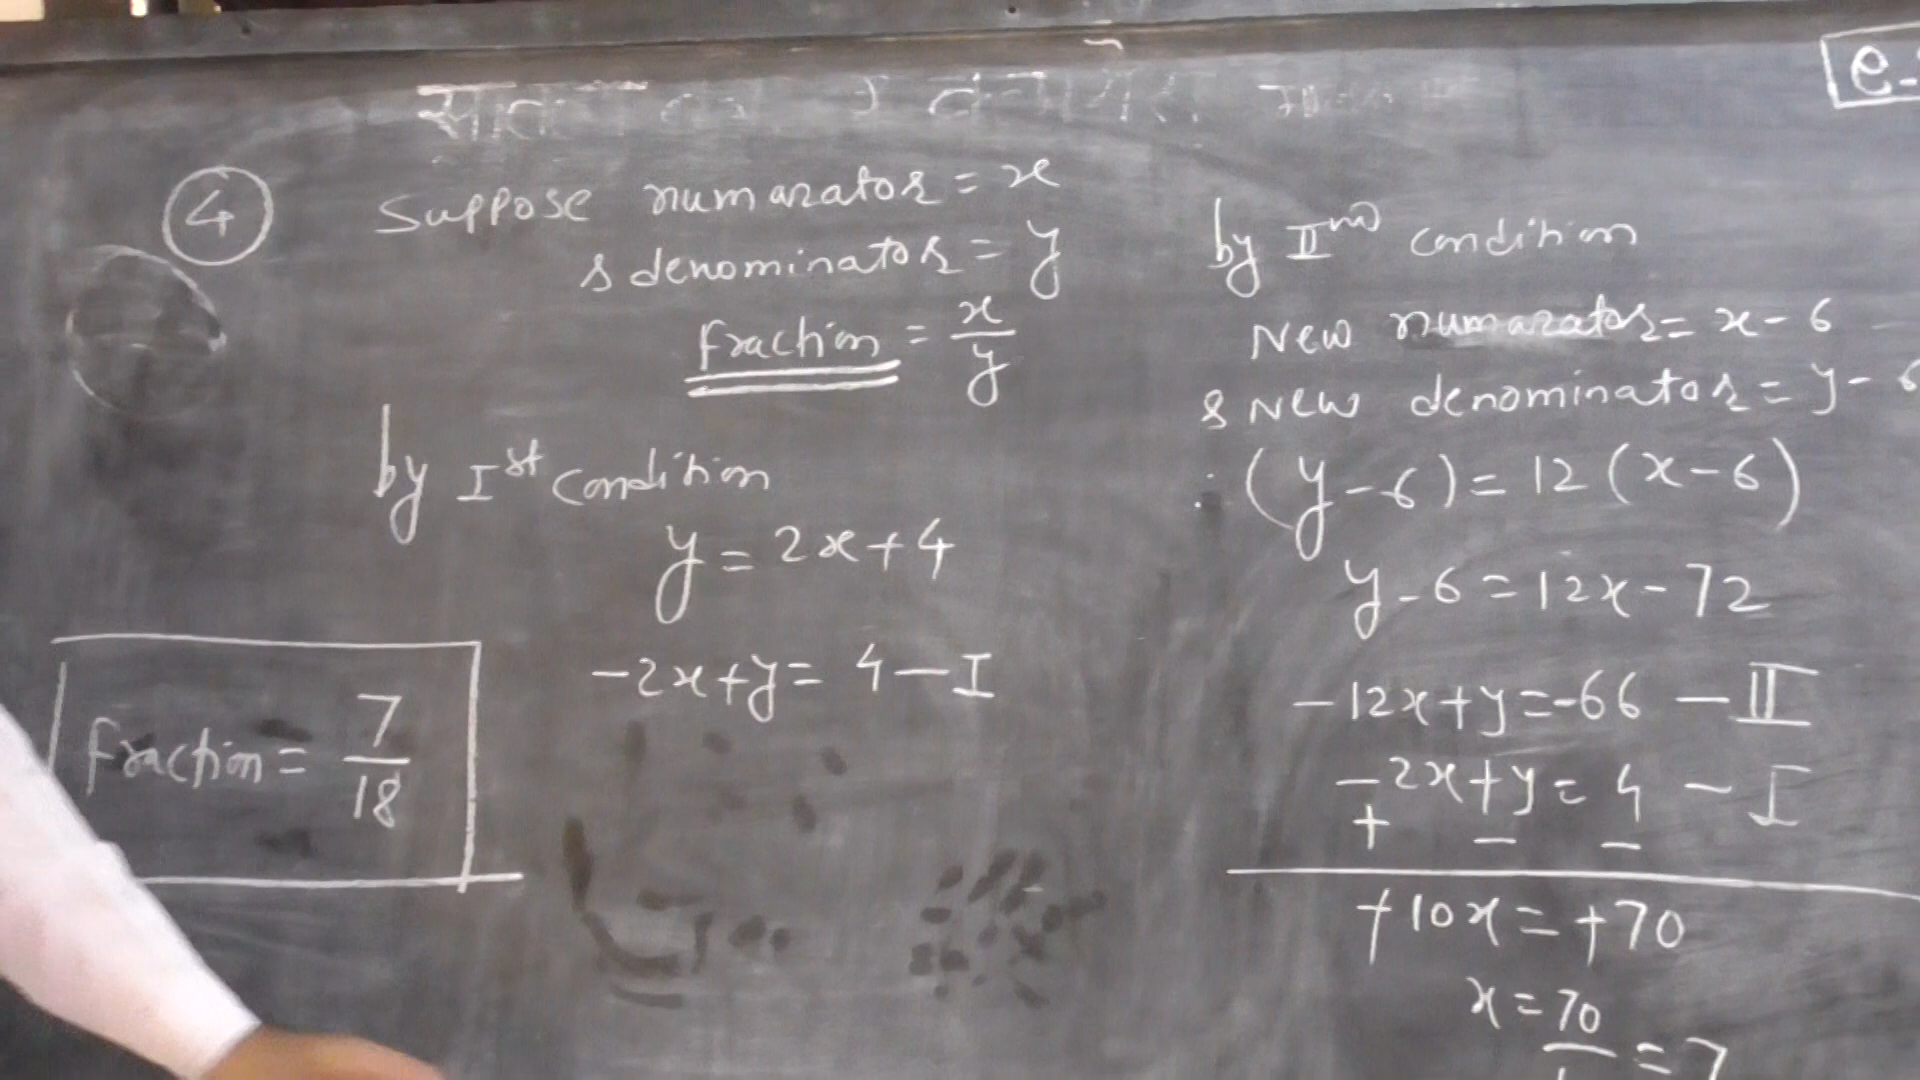 ④ Suppose numarator = x
& denominator = y
Fraction = x/y
by Ist condition
y = 2x+4
-2x+y = 4 - I
Fraction = 7/18
by IInd condition
New numarator = x-6
& New denominator = y-6
∴ (y-6) = 12(x-6)
y-6 = 12x-72
-12x+y = -66 - II
-2x+y = 4 - I
+ - -
+10x = +70
x = 70
= 7
e-